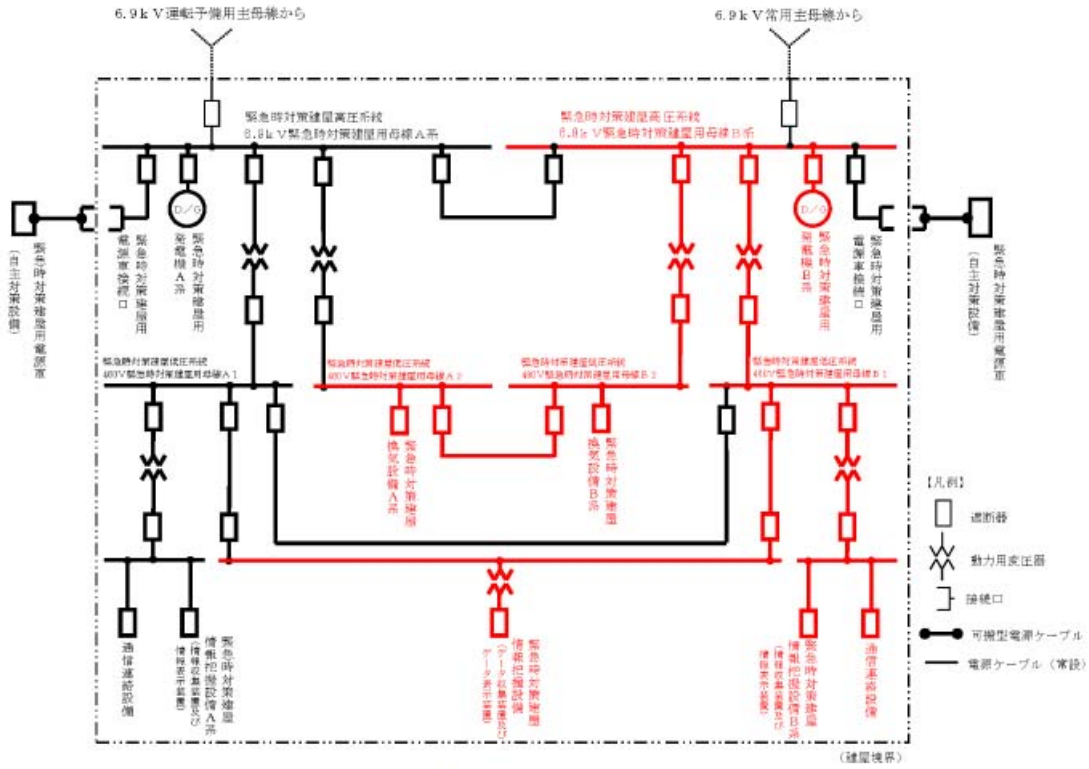 6.9kV運転予備用主母線から
6.9kV常用主母線から
緊急時対策建屋高圧系統
6.9kV緊急時対策建屋用母線A系
緊急時対策建屋高圧系統
6.9kV緊急時対策建屋用母線B系
D/G
D/G
緊急時対策建屋用電源車
(自主対策設備)
緊急時対策建屋用
電源車接続口
緊急時対策建屋用
発電機A系
緊急時対策建屋用
発電機B系
緊急時対策建屋用
電源車接続口
緊急時対策建屋用電源車
(自主対策設備)
緊急時対策建屋低圧系統
460V緊急時対策建屋用母線A1
緊急時対策建屋低圧系統
460V緊急時対策建屋用母線A2
緊急時対策建屋低圧系統
460V緊急時対策建屋用母線B2
緊急時対策建屋低圧系統
460V緊急時対策建屋用母線B1
緊急時対策建屋
換気設備A系
緊急時対策建屋
換気設備B系
通信連絡設備
緊急時対策建屋
情報把握設備A系
(情報収集装置及び
情報表示装置)
緊急時対策建屋
情報把握設備
(データ収集装置及び
データ表示装置)
緊急時対策建屋
情報把握設備B系
(情報収集装置及び
情報表示装置)
通信連絡設備
【凡例】
遮断器
動力用変圧器
接続口
可搬型電源ケーブル
電源ケーブル(常設)
(建屋境界)